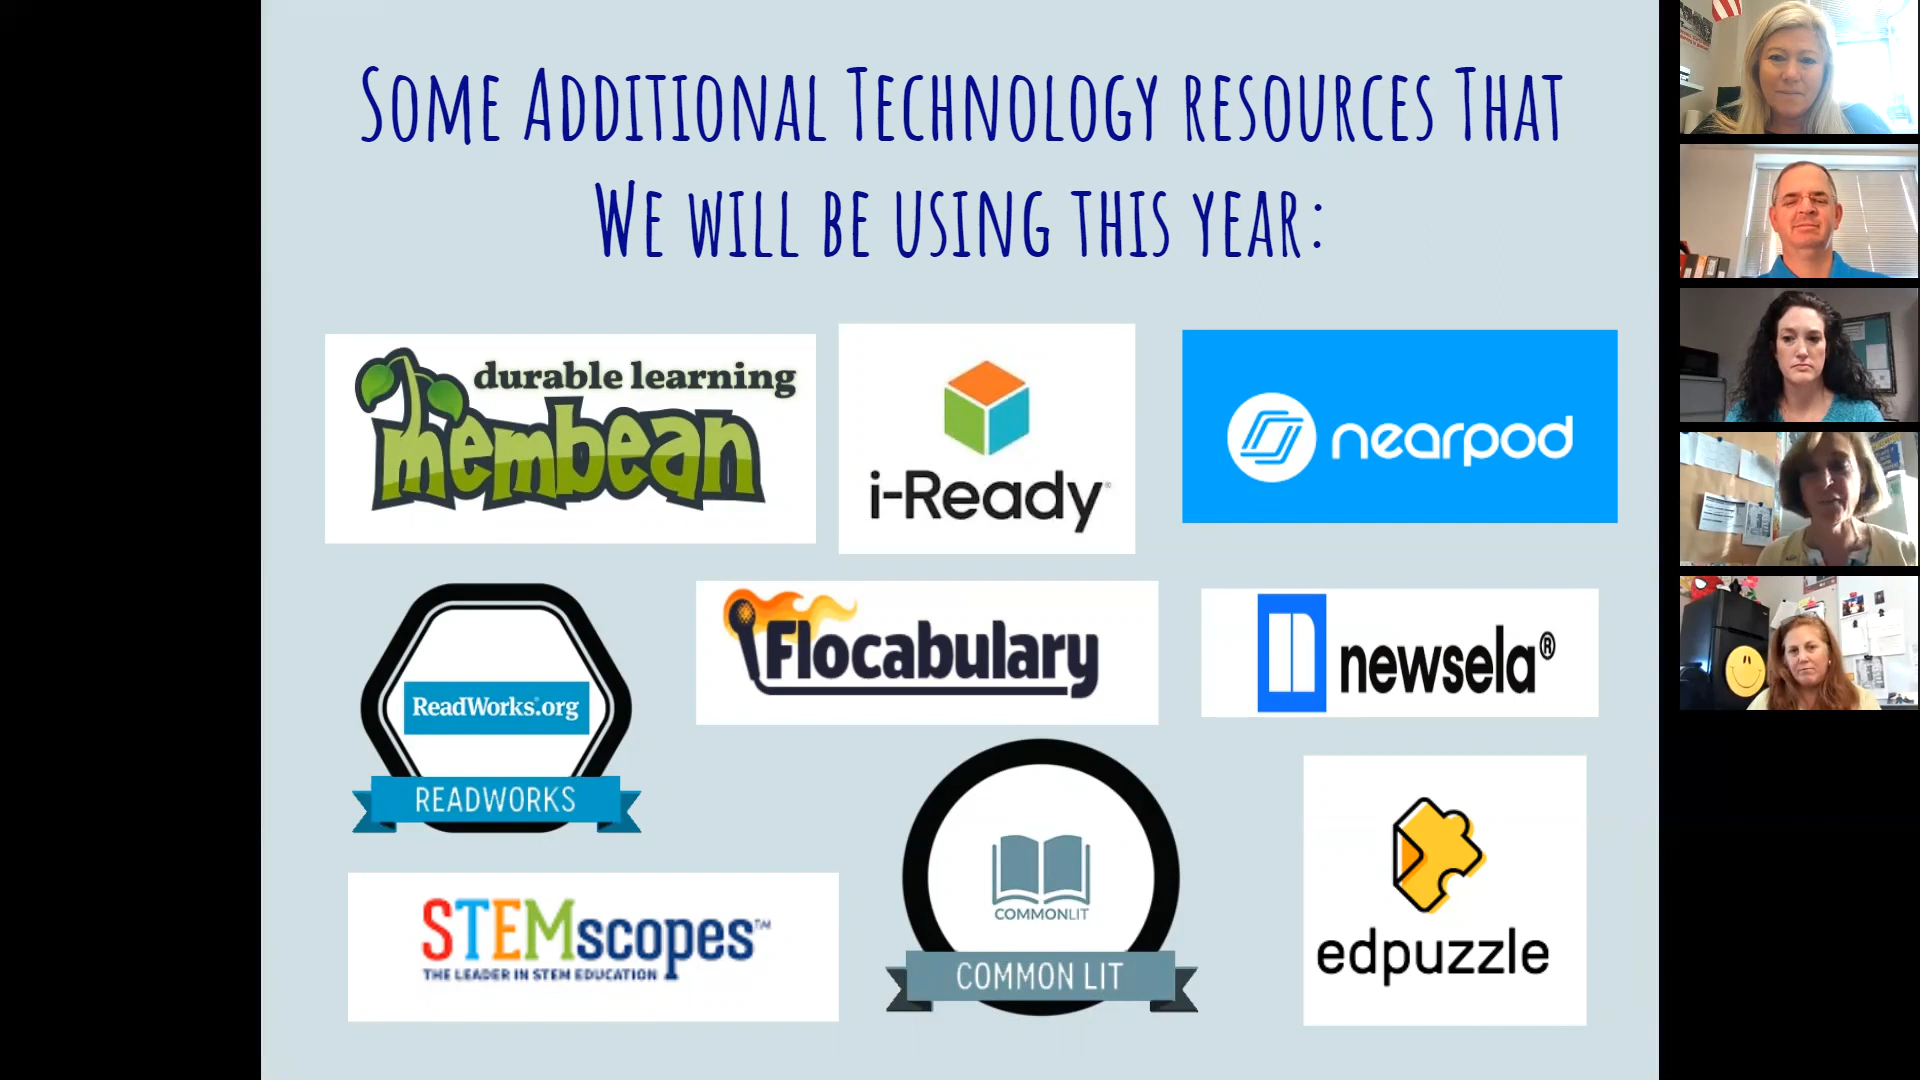 Some Additional Technology resources That
We will be using this year:
durable learning
membean
i-Ready®
nearpod
ReadWorks.org
READWORKS
Flocabulary
newsela®
STEMscopes™
THE LEADER IN STEM EDUCATION
COMMONLIT
COMMON LIT
edpuzzle